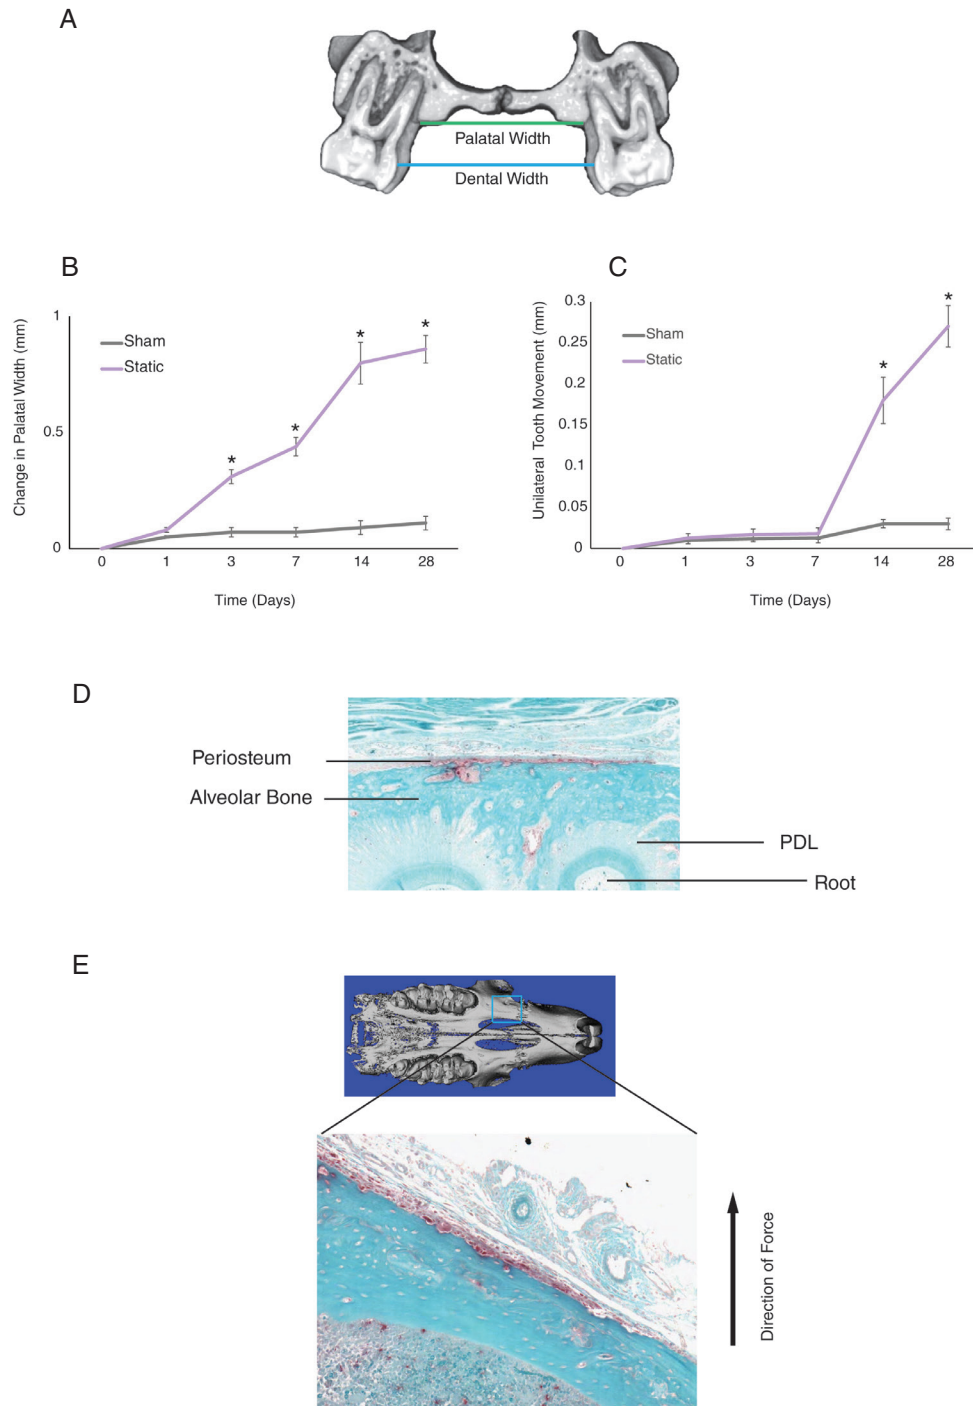 A
Palatal Width
Dental Width
B
Change in Palatal Width (mm)
1
0.5
0
Sham
Static
*
*
*
*
0 1 3 7 14 28
Time (Days)
C
Unilateral Tooth Movement (mm)
0.3
0.25
0.2
0.15
0.1
0.05
0
Sham
Static
*
*
0 1 3 7 14 28
Time (Days)
D
Periosteum
Alveolar Bone
PDL
Root
E
Direction of Force